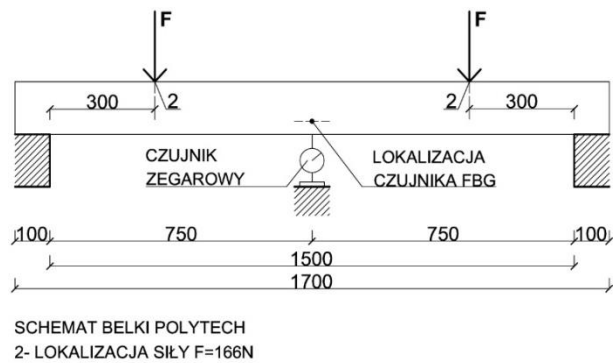 F F
300 2 2 300
CZUJNIK
ZEGAROWY
LOKALIZACJA
CZUJNIKA FBG
100 750 750 100
1500
1700
SCHEMAT BELKI POLYTECH
2- LOKALIZACJA SIŁY F=166N